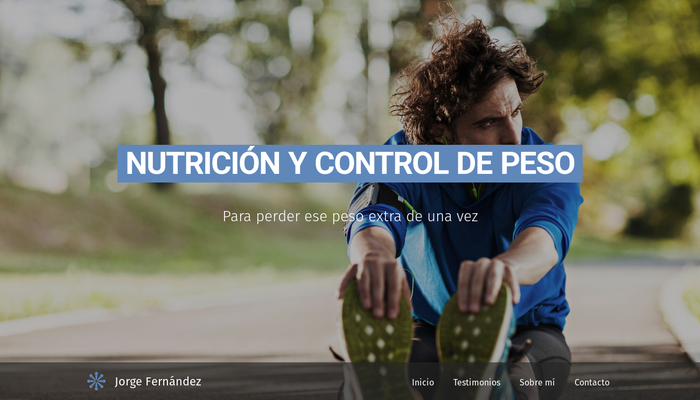 NUTRICIÓN Y CONTROL DE PESO
Para perder ese peso extra de una vez
Jorge Fernández
Inicio
Testimonios
Sobre mí
Contacto